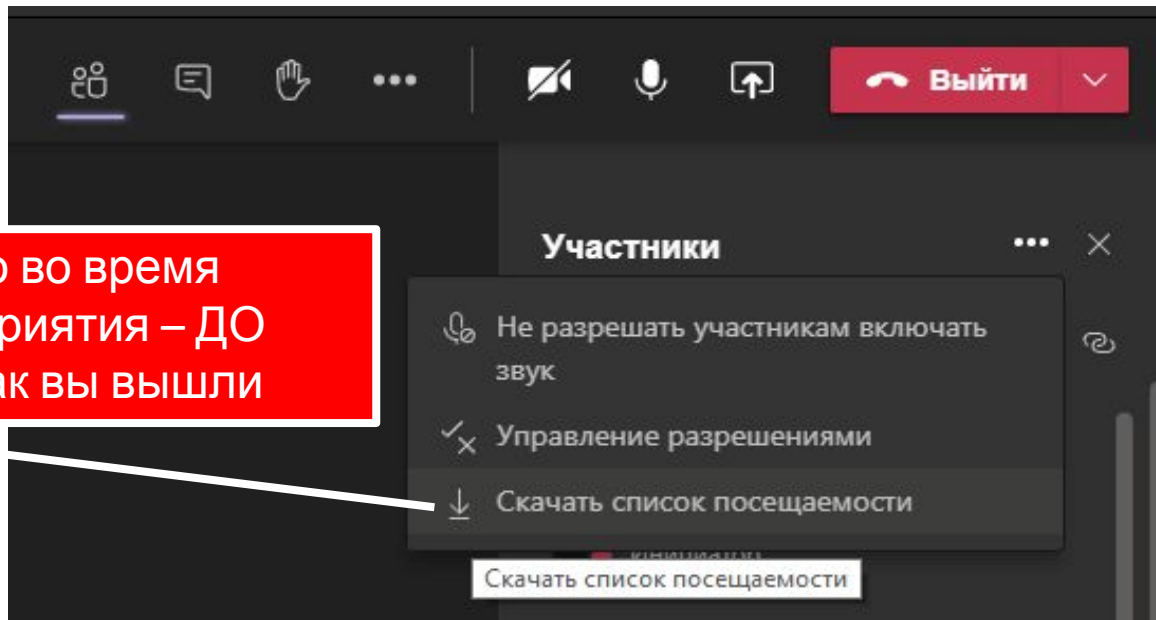 Выйти
Участники
о во время
риятия – ДО
ак вы вышли
Не разрешать участникам включать
звук
Управление разрешениями
Скачать список посещаемости
Скачать список посещаемости